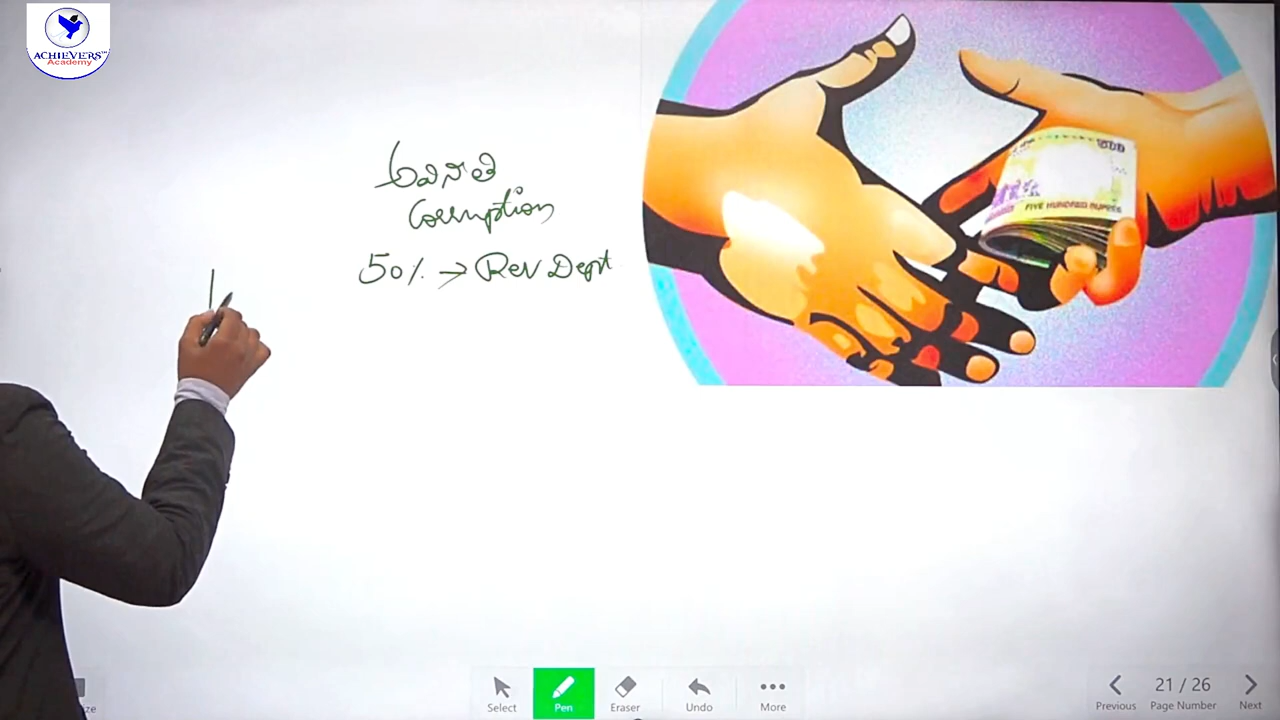 ACHIEVERS™
Academy
అవినీతి
Corruption
50% → Rev Dept
FIVE HUNDRED RUPEES
Select
Pen
Eraser
Undo
More
Previous
21 / 26
Page Number
Next